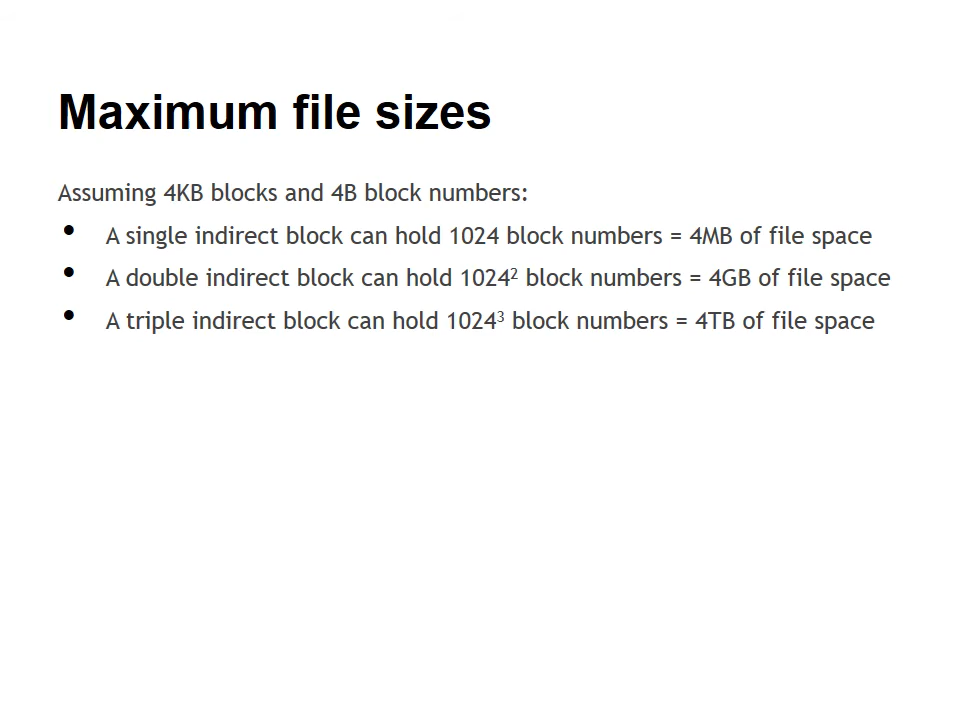 Maximum file sizes
Assuming 4KB blocks and 4B block numbers:
• A single indirect block can hold 1024 block numbers = 4MB of file space
• A double indirect block can hold 1024² block numbers = 4GB of file space
• A triple indirect block can hold 1024³ block numbers = 4TB of file space